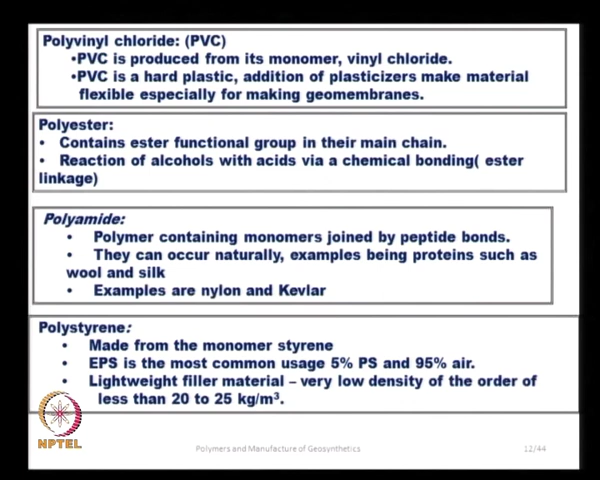 Polyvinyl chloride: (PVC)
•PVC is produced from its monomer, vinyl chloride.
•PVC is a hard plastic, addition of plasticizers make material
flexible especially for making geomembranes.
Polyester:
• Contains ester functional group in their main chain.
• Reaction of alcohols with acids via a chemical bonding( ester
linkage)
Polyamide:
• Polymer containing monomers joined by peptide bonds.
• They can occur naturally, examples being proteins such as
wool and silk
• Examples are nylon and Kevlar
Polystyrene:
• Made from the monomer styrene
• EPS is the most common usage 5% PS and 95% air.
• Lightweight filler material – very low density of the order of
less than 20 to 25 kg/m³.
NPTEL
Polymers and Manufacture of Geosynthetics
12/44